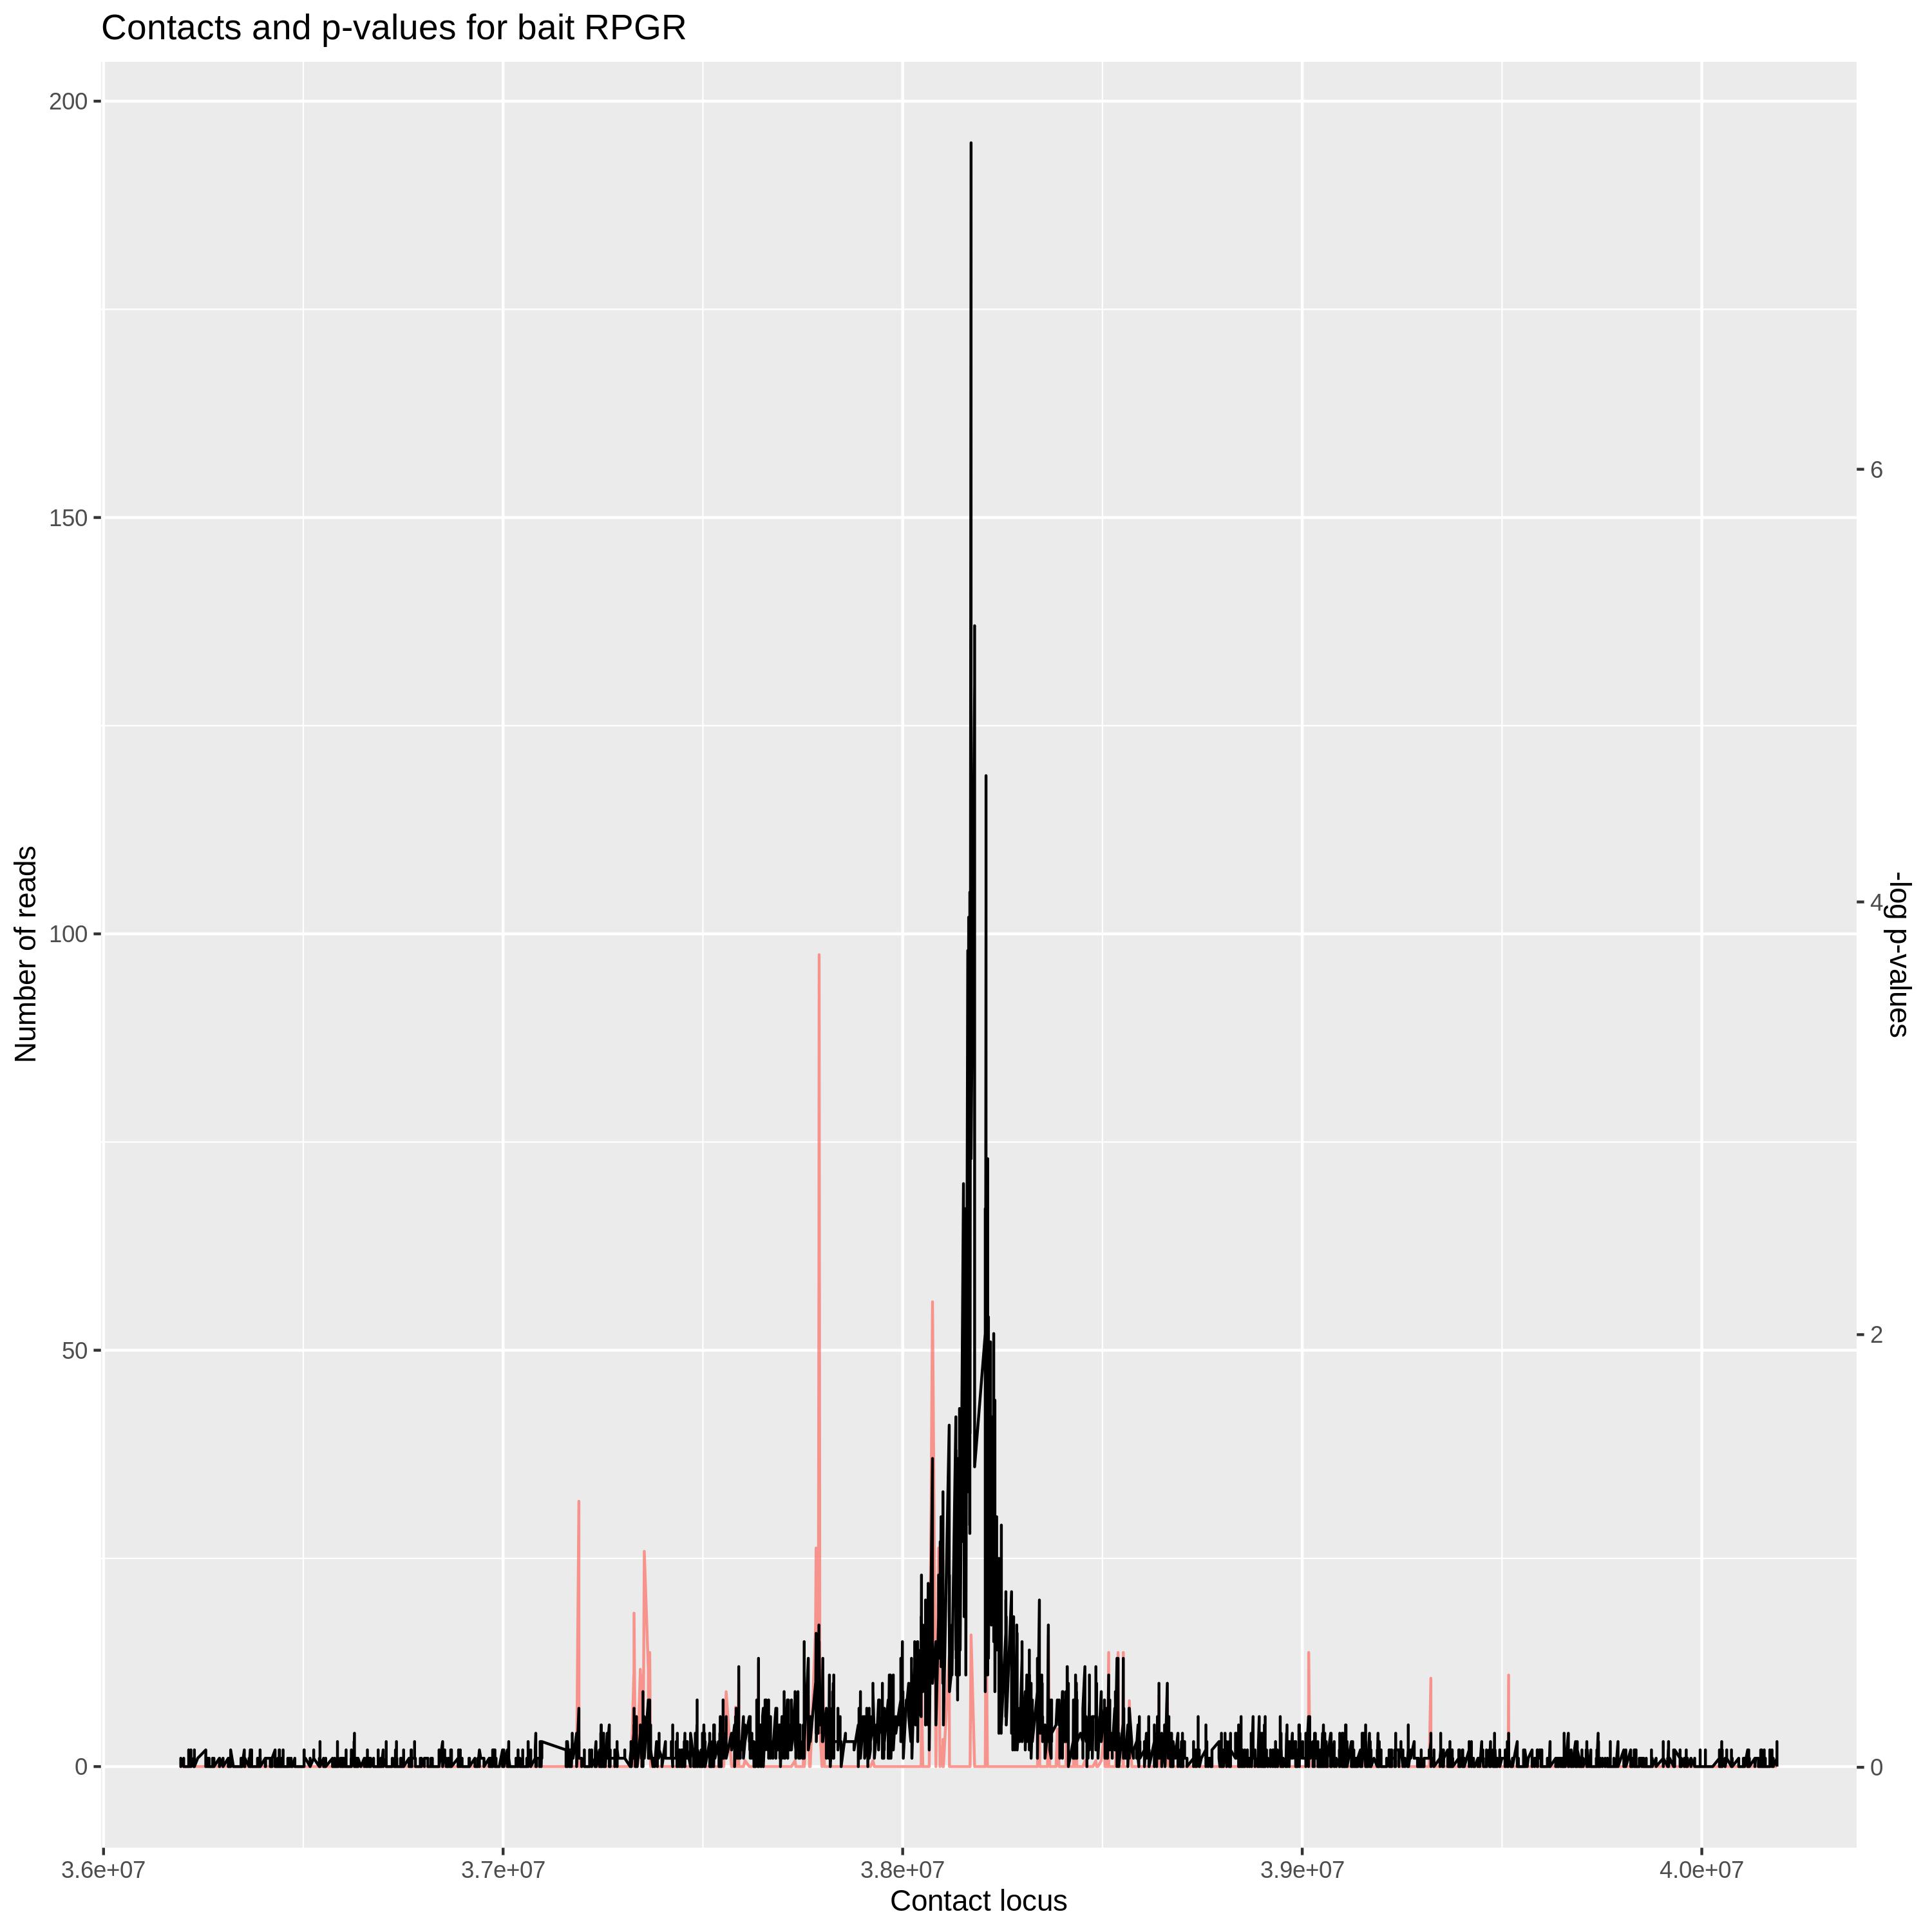 Contacts and p-values for bait RPGR
Number of reads
200
150
100
50
0
6
4
2
0
-log p-values
3.6e+07 3.7e+07 3.8e+07 3.9e+07 4.0e+07
Contact locus